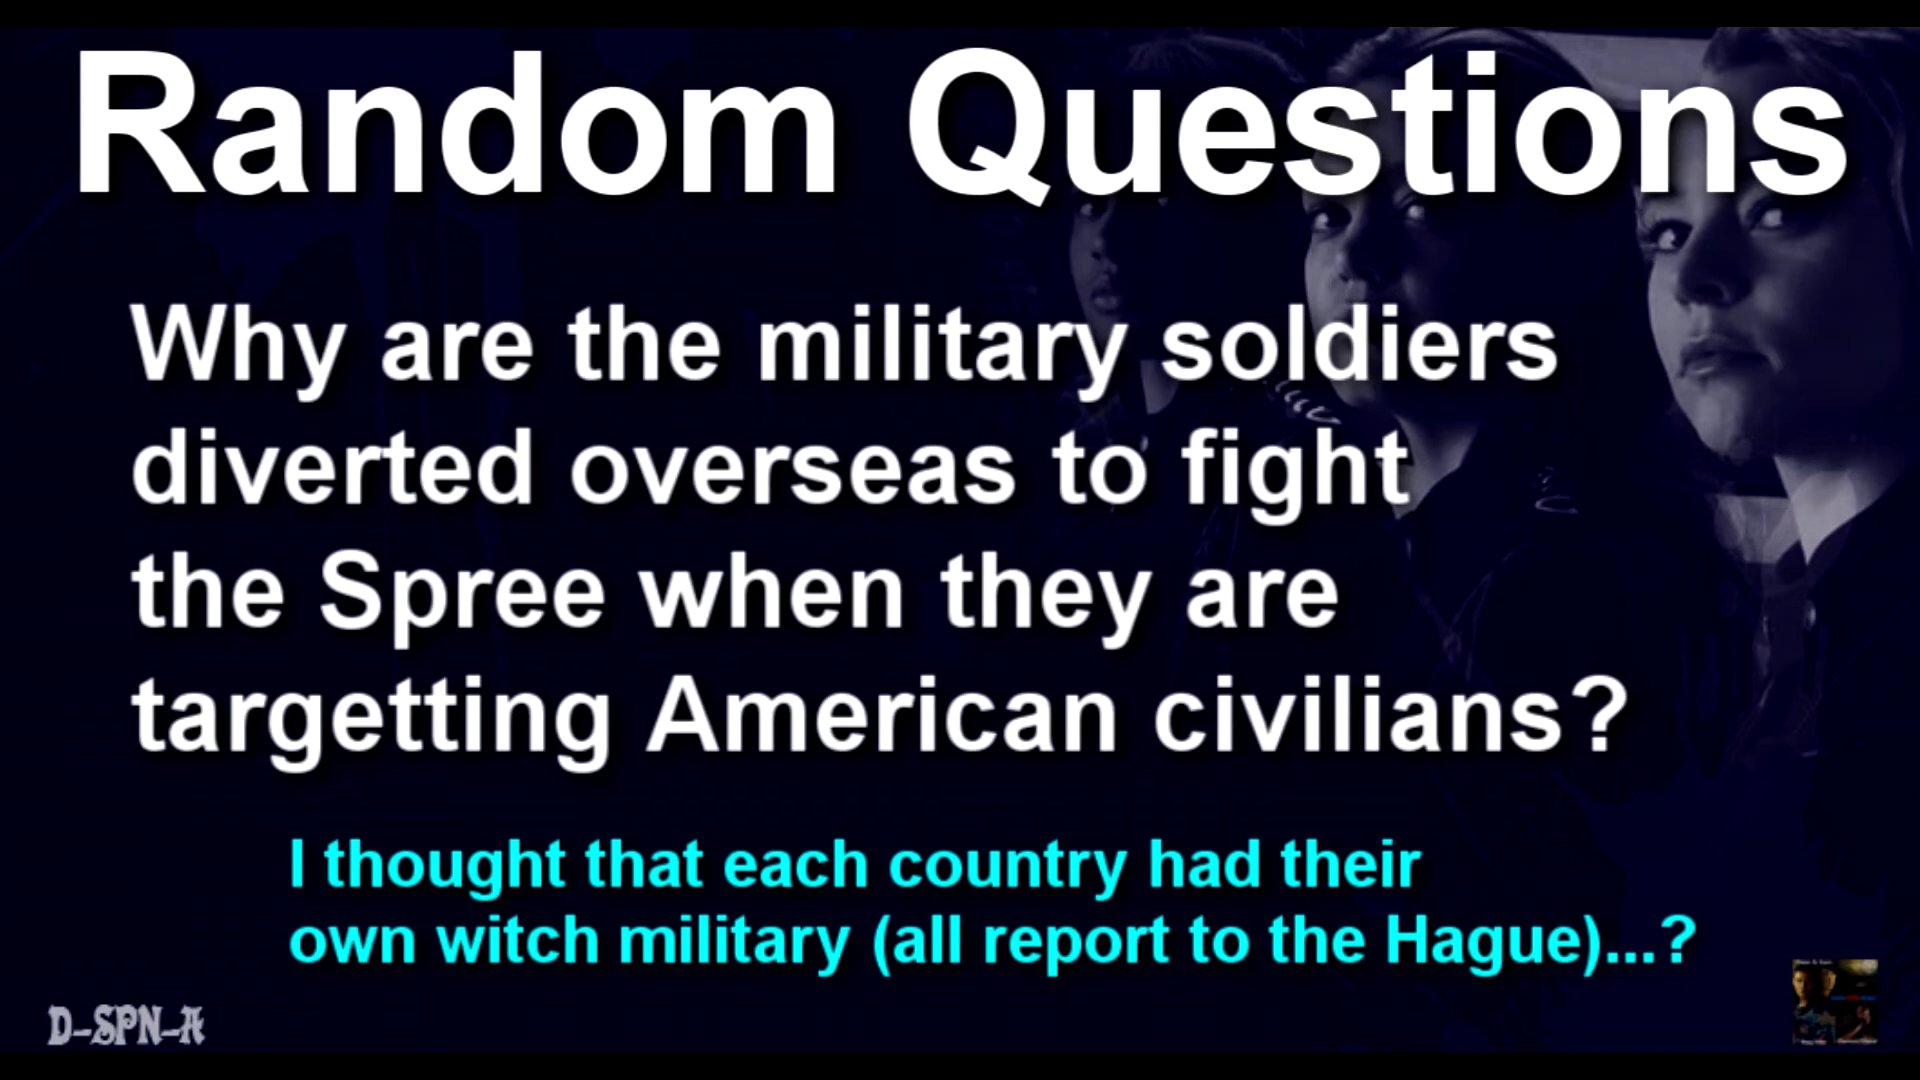 Random Questions
Why are the military soldiers
diverted overseas to fight
the Spree when they are
targetting American civilians?
I thought that each country had their
own witch military (all report to the Hague)...?
D-SPN-A